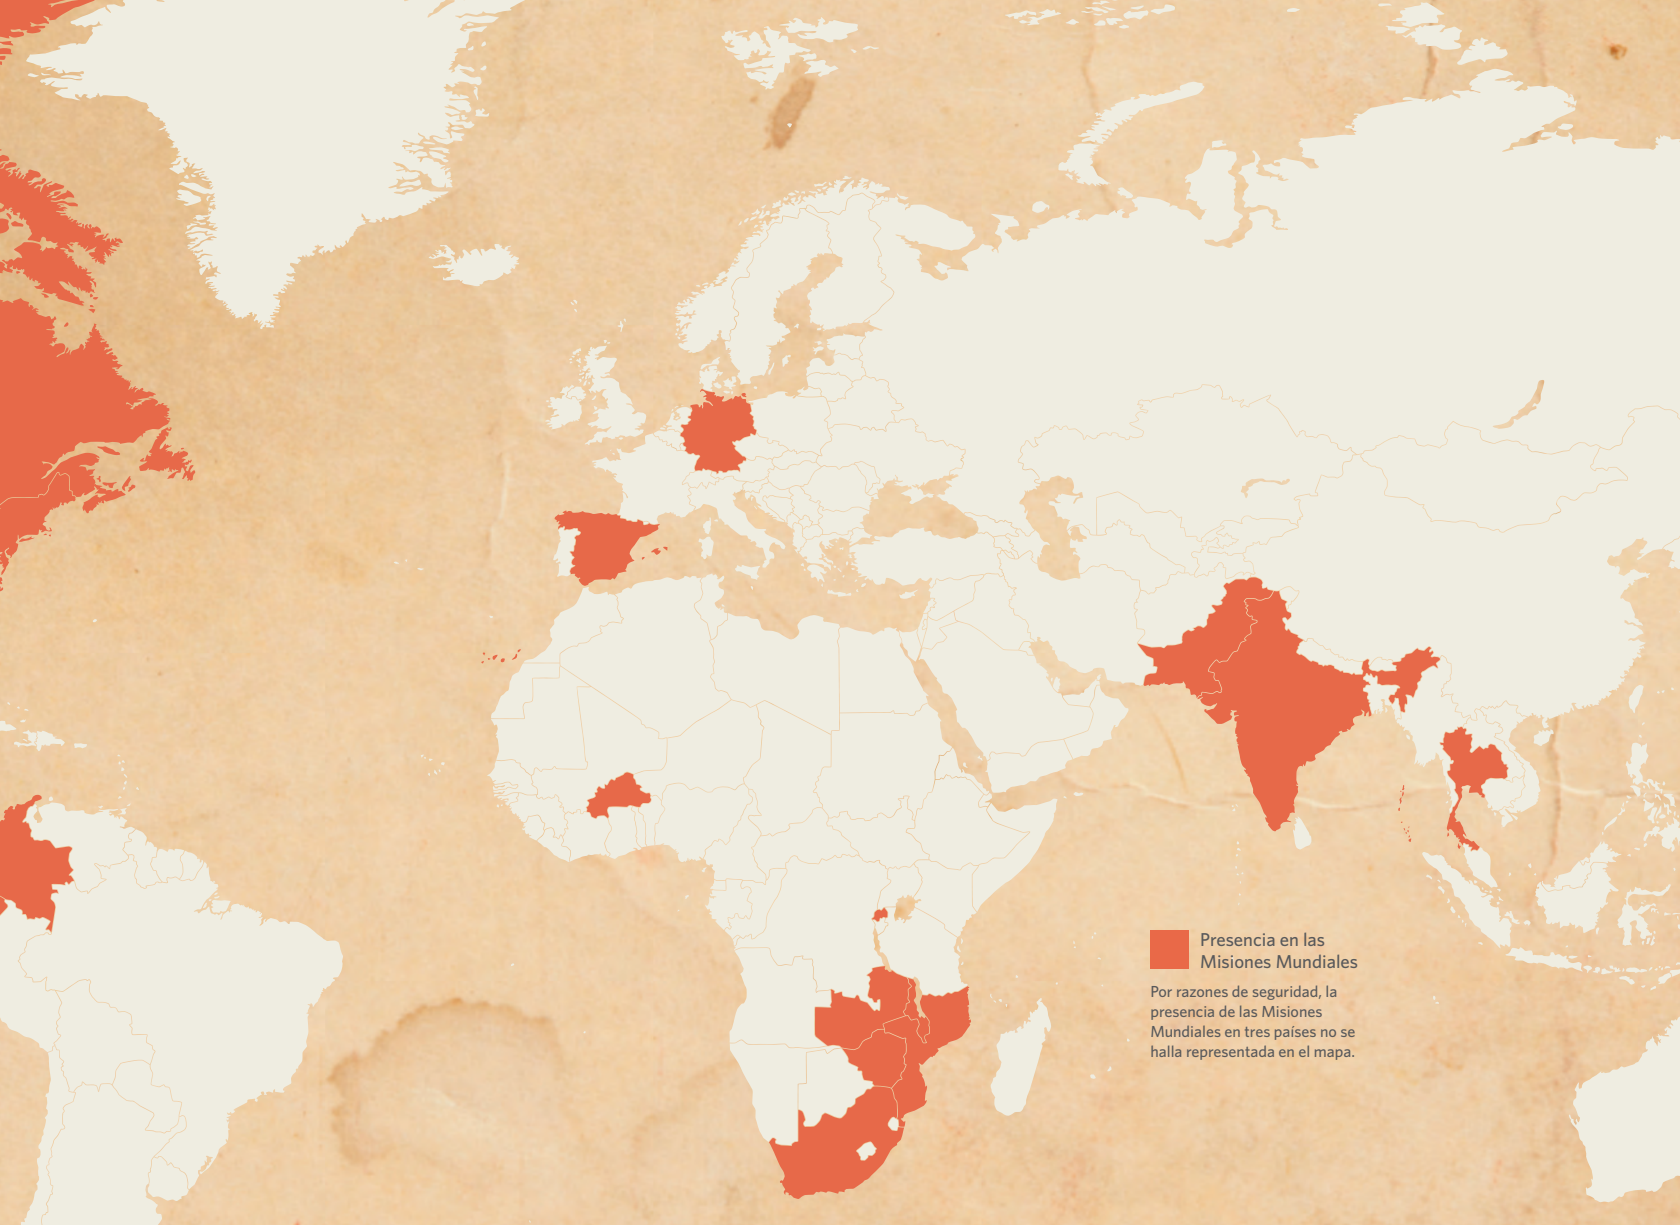 Presencia en las
Misiones Mundiales
Por razones de seguridad, la
presencia de las Misiones
Mundiales en tres países no se
halla representada en el mapa.